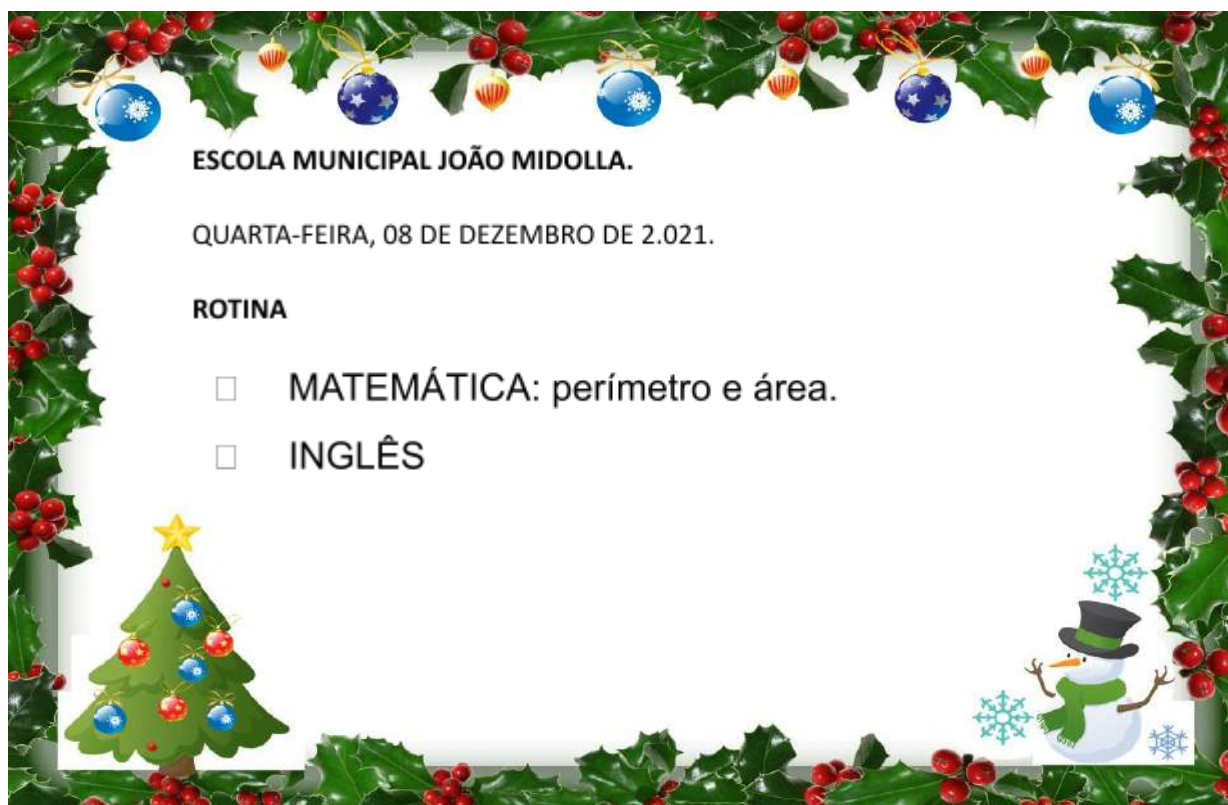 ESCOLA MUNICIPAL JOÃO MIDOLLA.
QUARTA-FEIRA, 08 DE DEZEMBRO DE 2.021.
ROTINA
MATEMÁTICA: perímetro e área.
INGLÊS